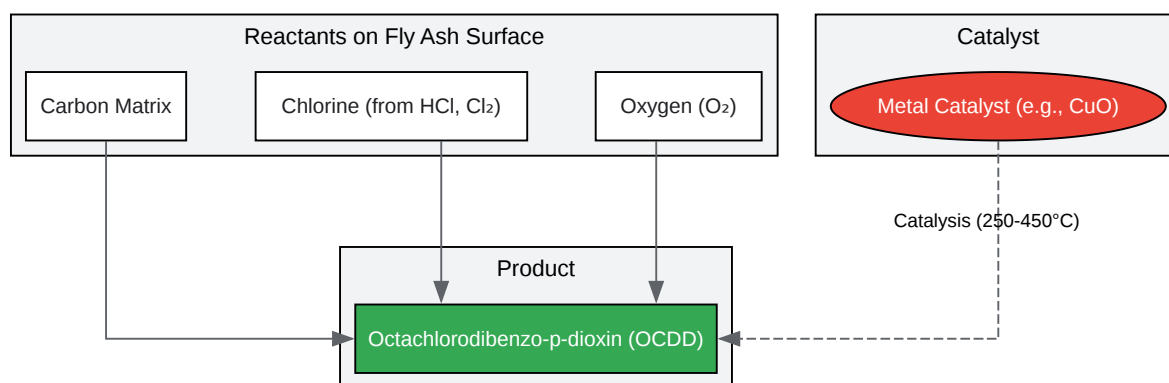 Reactants on Fly Ash Surface
Catalyst
Carbon Matrix
Chlorine (from HCl, Cl₂)
Oxygen (O₂)
Metal Catalyst (e.g., CuO)
Catalysis (250-450°C)
Product
Octachlorodibenzo-p-dioxin (OCDD)